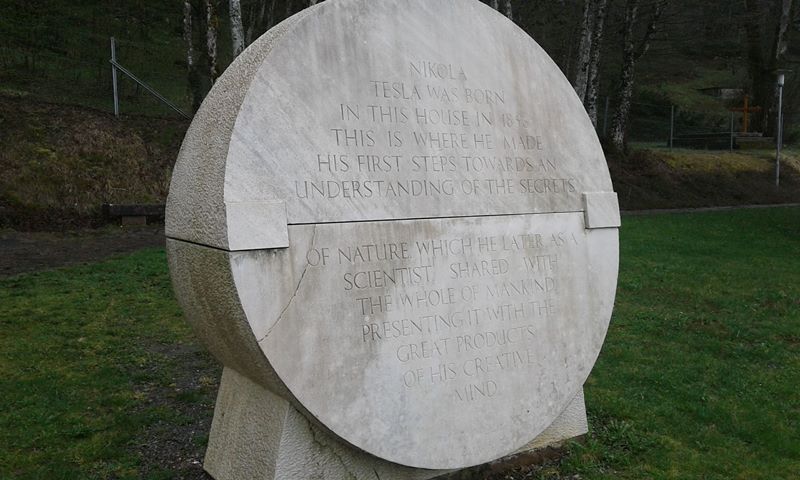 NIKOLA
TESLA WAS BORN
IN THIS HOUSE IN 1856
THIS IS WHERE HE MADE
HIS FIRST STEPS TOWARDS AN
UNDERSTANDING OF THE SECRETS
OF NATURE, WHICH HE LATER, AS A
SCIENTIST, SHARED WITH
THE WHOLE OF MANKIND,
PRESENTING IT WITH THE
GREAT PRODUCTS
OF HIS CREATIVE
MIND